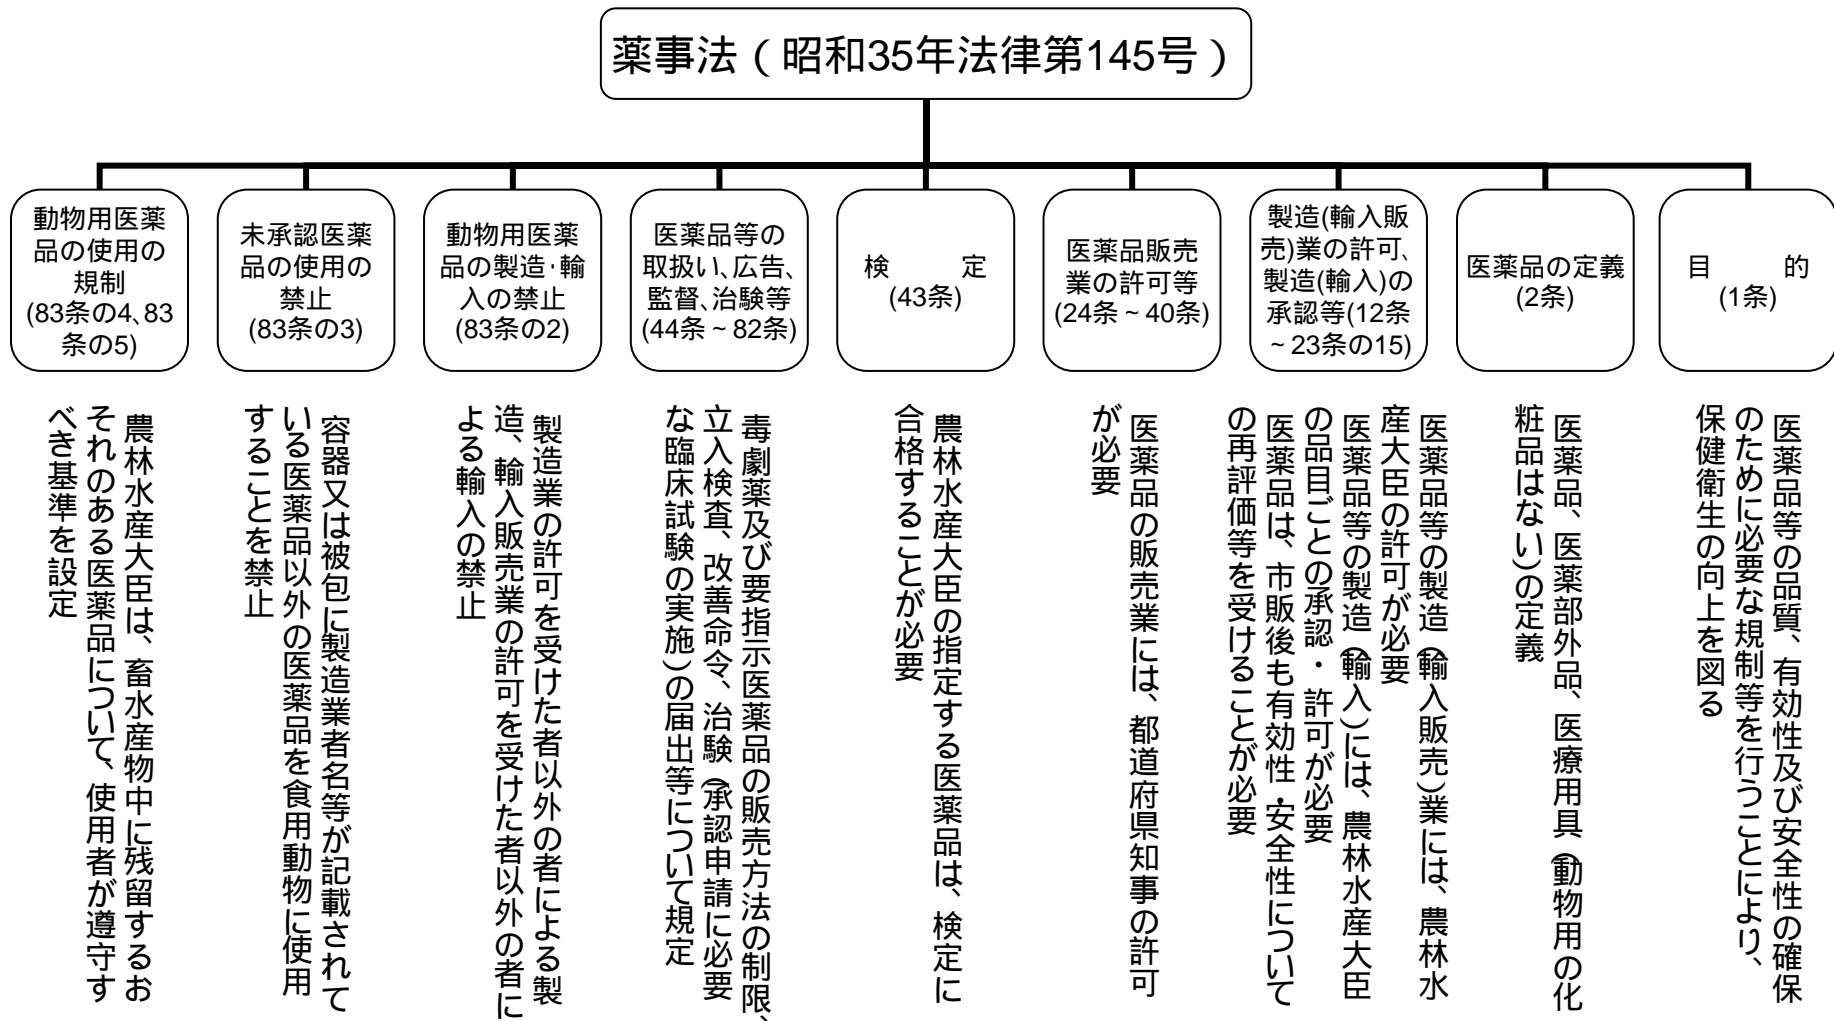 薬事法（昭和35年法律第145号）
目　　的
(1条)
医薬品の定義
(2条)
製造(輸入販
売)業の許可、
製造(輸入)の
承認等(12条
～23条の15)
医薬品販売
業の許可等
(24条～40条)
検　　定
(43条)
医薬品等の
取扱い、広告、
監督、治験等
(44条～82条)
動物用医薬
品の製造・輸
入の禁止
(83条の2)
未承認医薬
品の使用の
禁止
(83条の3)
動物用医薬
品の使用の
規制
(83条の4、83
条の5)
医薬品等の品質、有効性及び安全性の確保
のために必要な規制等を行うことにより、
保健衛生の向上を図る
医薬品、医薬部外品、医療用具（動物用の化
粧品はない）の定義
医薬品等の製造（輸入販売）業には、農林水
産大臣の許可が必要
医薬品等の製造（輸入）には、農林水産大臣
の品目ごとの承認・許可が必要
医薬品は、市販後も有効性・安全性について
の再評価等を受けることが必要
医薬品の販売業には、都道府県知事の許可
が必要
農林水産大臣の指定する医薬品は、検定に
合格することが必要
毒劇薬及び要指示医薬品の販売方法の制限、
立入検査、改善命令、治験（承認申請に必要
な臨床試験の実施）の届出等について規定
製造業の許可を受けた者以外の者による製
造、輸入販売業の許可を受けた者以外の者に
よる輸入の禁止
容器又は被包に製造業者名等が記載されて
いる医薬品以外の医薬品を食用動物に使用
することを禁止
農林水産大臣は、畜水産物中に残留するお
それのある医薬品について、使用者が遵守す
べき基準を設定